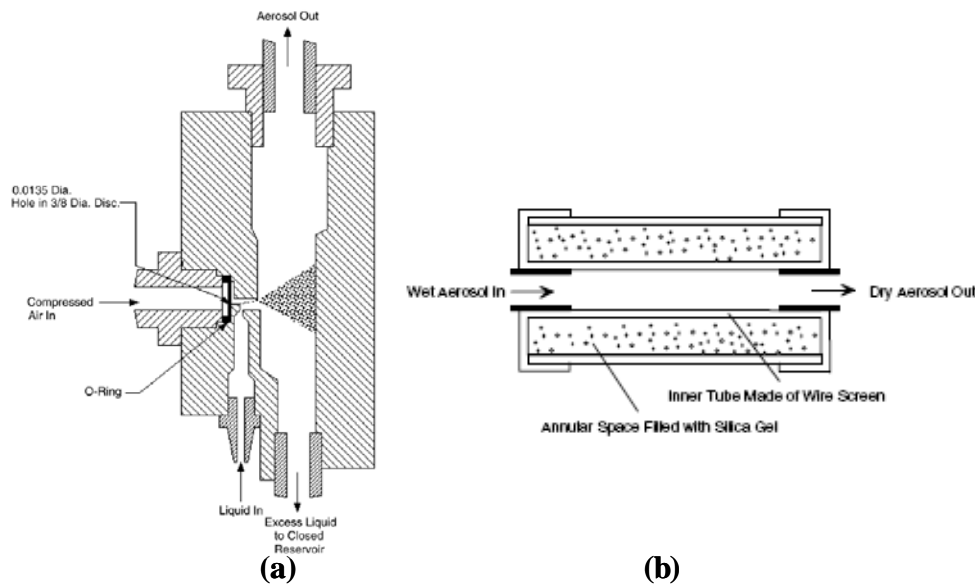 Aerosol Out
0.0135 Dia.
Hole in 3/8 Dia. Disc.
Compressed
Air In
O-Ring
Liquid In
Excess Liquid
to Closed
Reservoir
(a)
Wet Aerosol In
Dry Aerosol Out
Inner Tube Made of Wire Screen
Annular Space Filled with Silica Gel
(b)